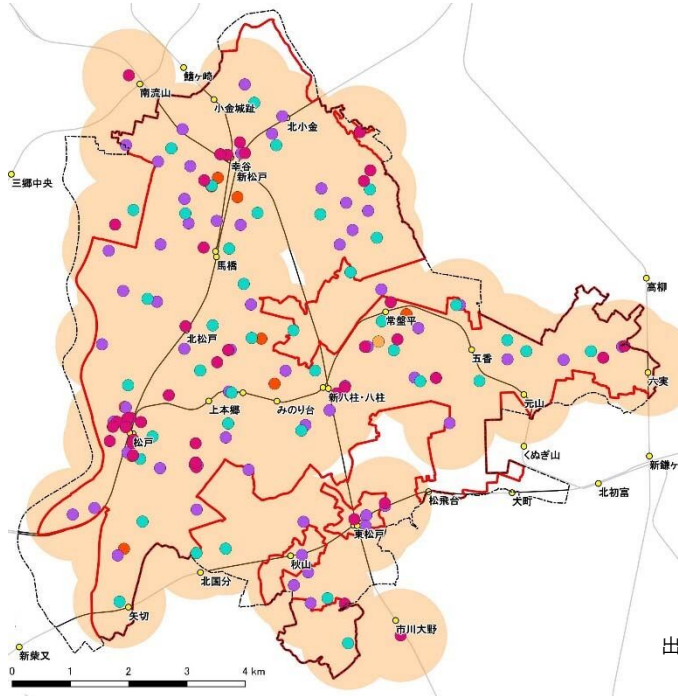 鰭ヶ崎
南流山
小金城趾
北小金
三郷中央
幸谷
新松戸
馬橋
高柳
常盤平
北松戸
五香
六実
新八柱・八柱
元山
上本郷
みのり台
松戸
くぬぎ山
新鎌ヶ
北初富
松飛台
大町
東松戸
秋山
北国分
矢切
市川大野
新柴又
出
0 1 2 4 km